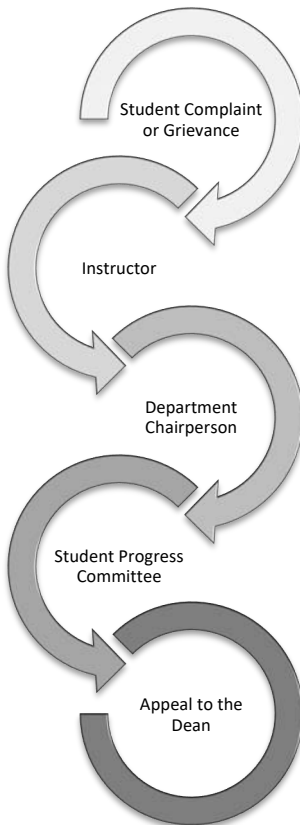 Student Complaint
or Grievance
Instructor
Department
Chairperson
Student Progress
Committee
Appeal to the
Dean